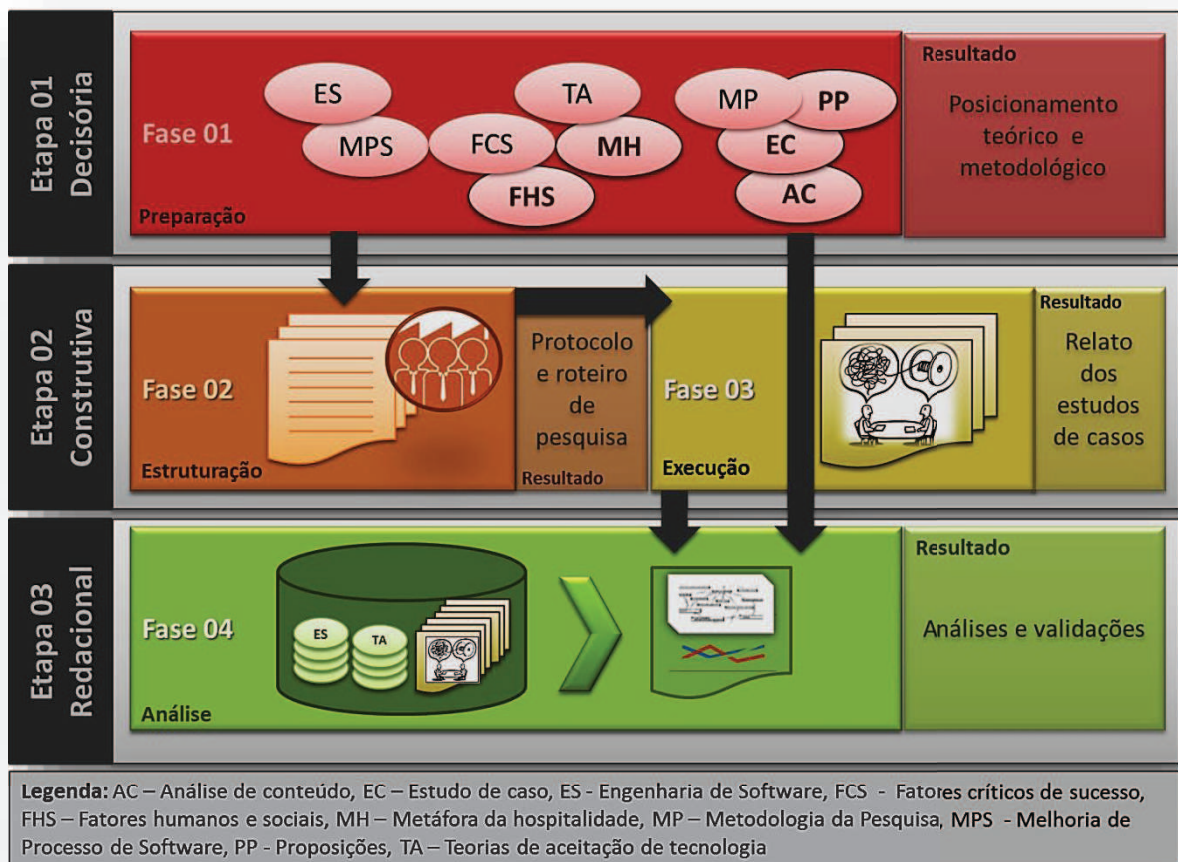 Etapa 01
Decisória
Fase 01
Preparação
ES
MPS
FCS
FHS
TA
MH
MP
PP
EC
AC
Resultado
Posicionamento
teórico e
metodológico
Etapa 02
Construtiva
Fase 02
Estruturação
Protocolo
e roteiro
de
pesquisa
Resultado
Fase 03
Execução
Resultado
Relato
dos
estudos
de casos
Etapa 03
Redacional
Fase 04
Análise
ES
TA
Resultado
Análises e validações
Legenda: AC – Análise de conteúdo, EC – Estudo de caso, ES - Engenharia de Software, FCS - Fatores críticos de sucesso,
FHS – Fatores humanos e sociais, MH – Metáfora da hospitalidade, MP – Metodologia da Pesquisa, MPS - Melhoria de
Processo de Software, PP - Proposições, TA – Teorias de aceitação de tecnologia